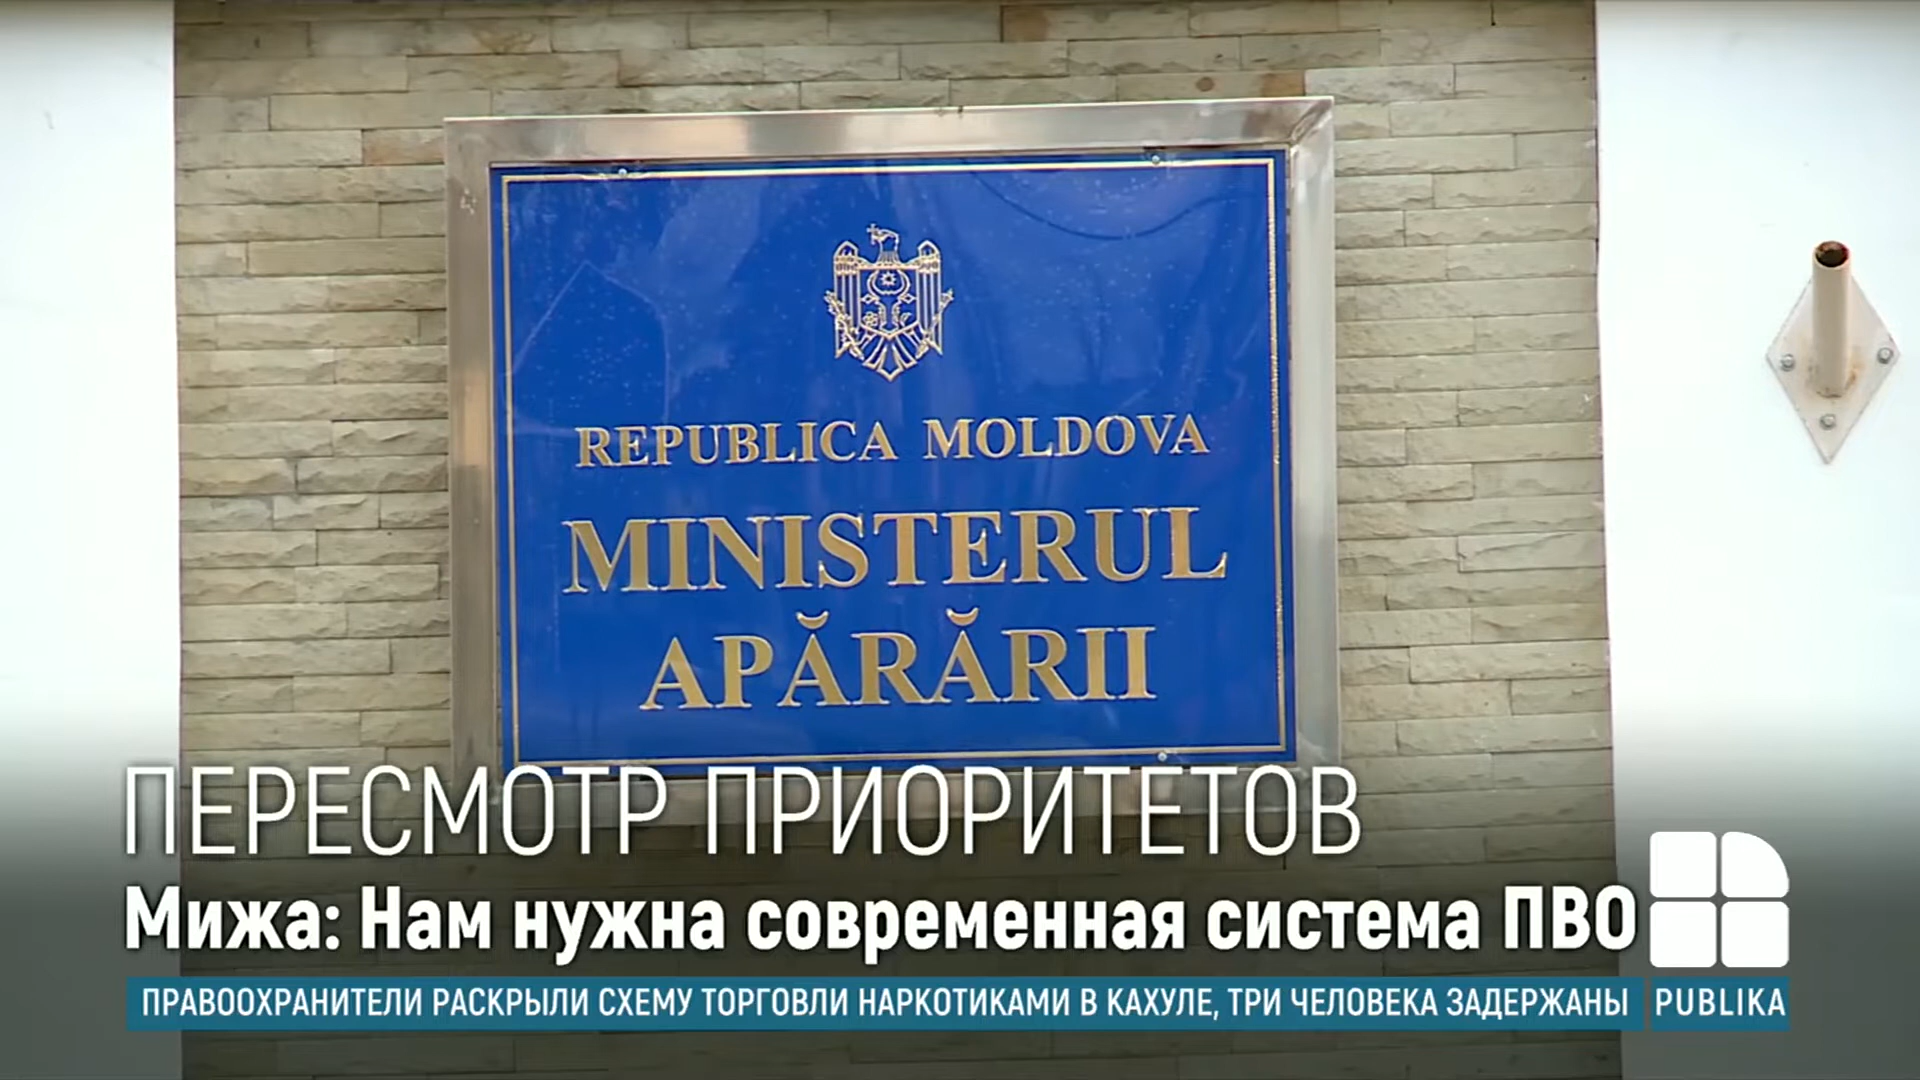 REPUBLICA MOLDOVA
MINISTERUL
APĂRĂRII
ПЕРЕСМОТР ПРИОРИТЕТОВ
Мижа: Нам нужна современная система ПВО
ПРАВООХРАНИТЕЛИ РАСКРЫЛИ СХЕМУ ТОРГОВЛИ НАРКОТИКАМИ В КАХУЛЕ, ТРИ ЧЕЛОВЕКА ЗАДЕРЖАНЫ
PUBLIKA